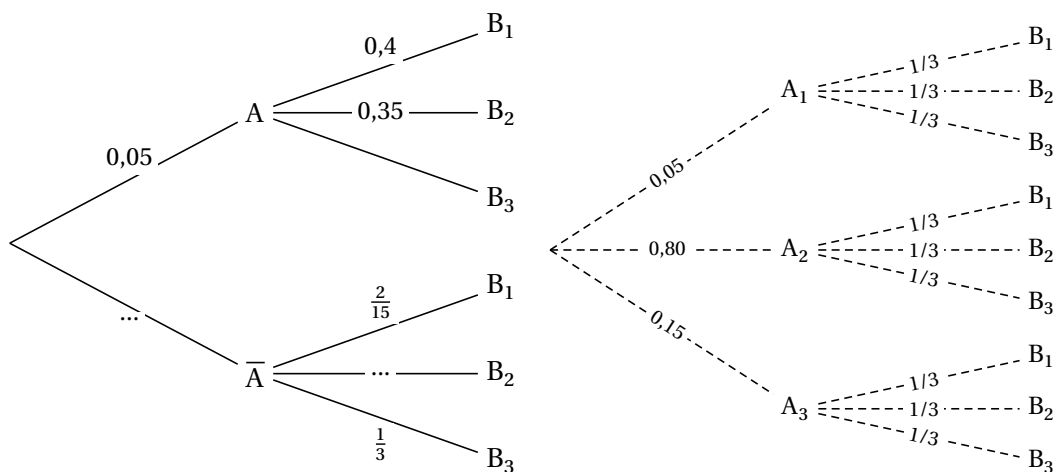 B₁
0,4
A
0,35
B₂
0,05
B₃
...
A̅
2/15
B₁
...
B₂
1/3
B₃
0,05
A₁
1/3
B₁
1/3
B₂
1/3
B₃
0,80
A₂
1/3
B₁
1/3
B₂
1/3
B₃
0,15
A₃
1/3
B₁
1/3
B₂
1/3
B₃